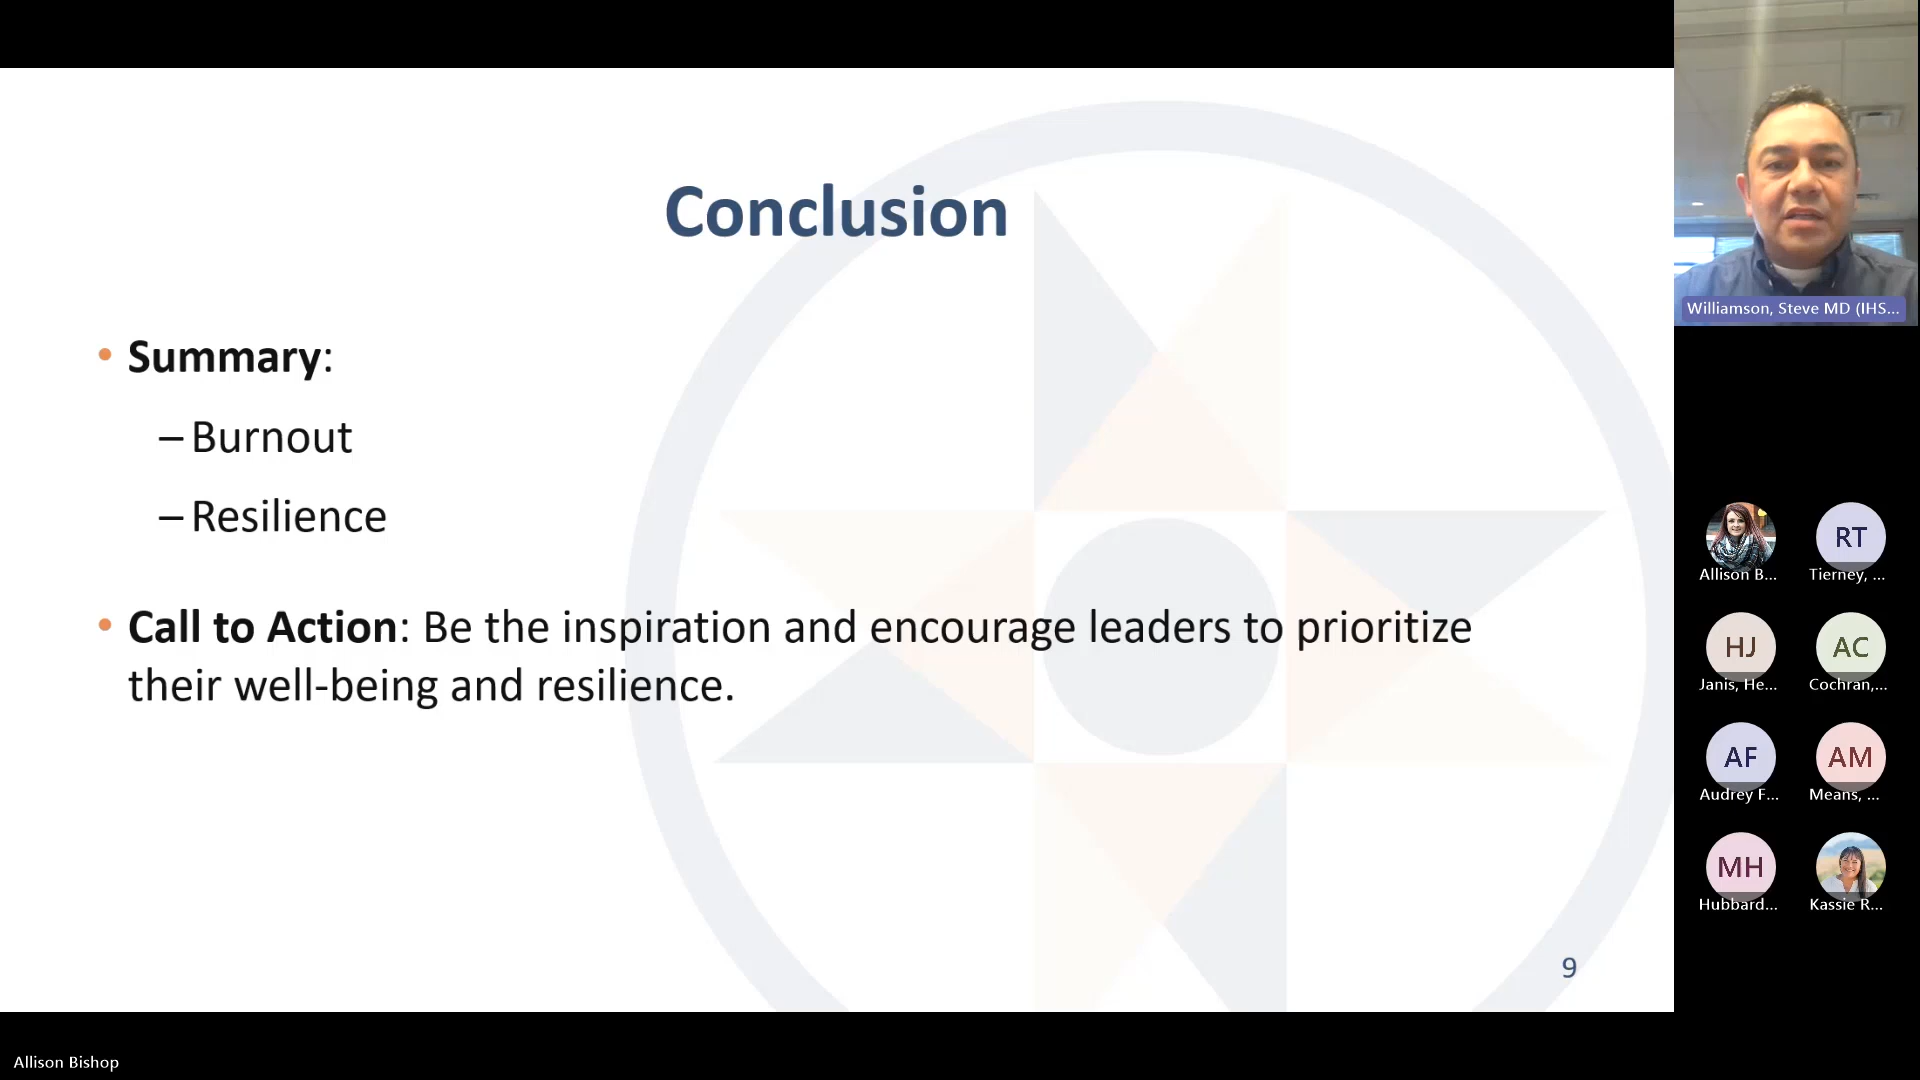 Conclusion
• Summary:
– Burnout
– Resilience
• Call to Action: Be the inspiration and encourage leaders to prioritize
their well-being and resilience.
9
Williamson, Steve MD (IHS...
Allison B...
RT
Tierney, ...
HJ
Janis, He...
AC
Cochran,...
AF
Audrey F...
AM
Means, ...
MH
Hubbard...
Kassie R...
Allison Bishop